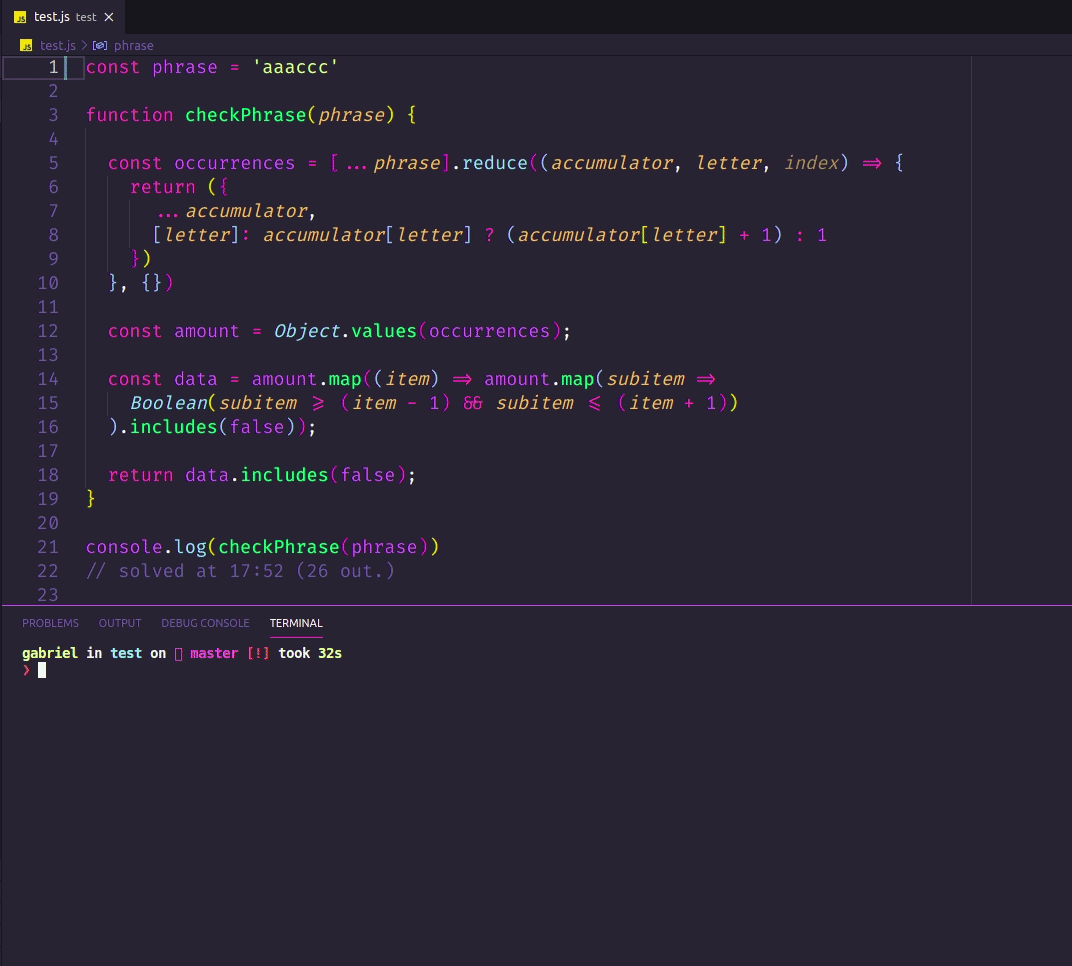 JS test.js test ×
JS test.js > phrase
1 const phrase = 'aaaccc'
2
3 function checkPhrase(phrase) {
4
5   const occurrences = [...phrase].reduce((accumulator, letter, index) => {
6     return ({
7       ...accumulator,
8       [letter]: accumulator[letter] ? (accumulator[letter] + 1) : 1
9     })
10   }, {})
11
12   const amount = Object.values(occurrences);
13
14   const data = amount.map((item) => amount.map(subitem =>
15     Boolean(subitem >= (item - 1) && subitem <= (item + 1))
16   ).includes(false));
17
18   return data.includes(false);
19 }
20
21 console.log(checkPhrase(phrase))
22 // solved at 17:52 (26 out.)
23
PROBLEMS OUTPUT DEBUG CONSOLE TERMINAL
gabriel in test on master [!] took 32s
❯